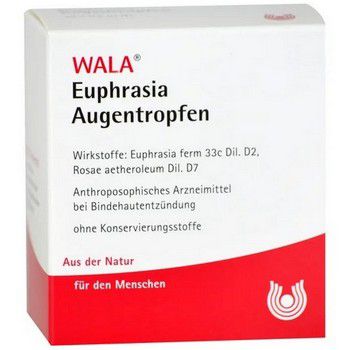 WALA®
Euphrasia
Augentropfen
Wirkstoffe: Euphrasia ferm 33c Dil. D2,
Rosae aetheroleum Dil. D7
Anthroposophisches Arzneimittel
bei Bindehautentzündung
ohne Konservierungsstoffe
Aus der Natur
für den Menschen